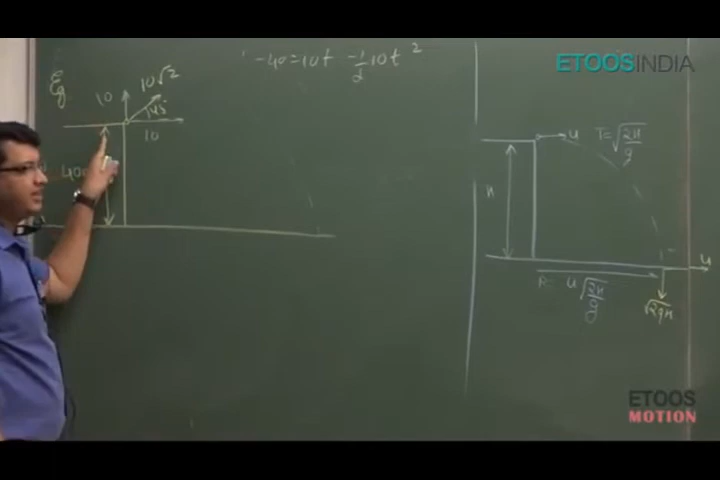 Eg
10
10√2
45°
10
40
-40 = 10t - 1/2 10t²
ETOOSINDIA
u
T = √(2H/g)
H
R = u√(2H/g)
u
√2gH
ETOOS
MOTION